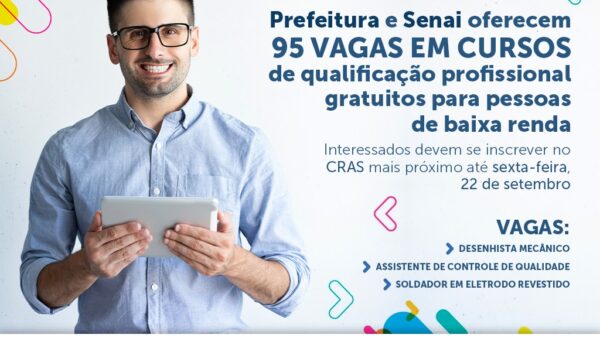 Prefeitura e Senai oferecem
95 VAGAS EM CURSOS
de qualificação profissional
gratuitos para pessoas
de baixa renda
Interessados devem se inscrever no
CRAS mais próximo até sexta-feira,
22 de setembro
VAGAS:
DESENHISTA MECÂNICO
ASSISTENTE DE CONTROLE DE QUALIDADE
SOLDADOR EM ELETRODO REVESTIDO